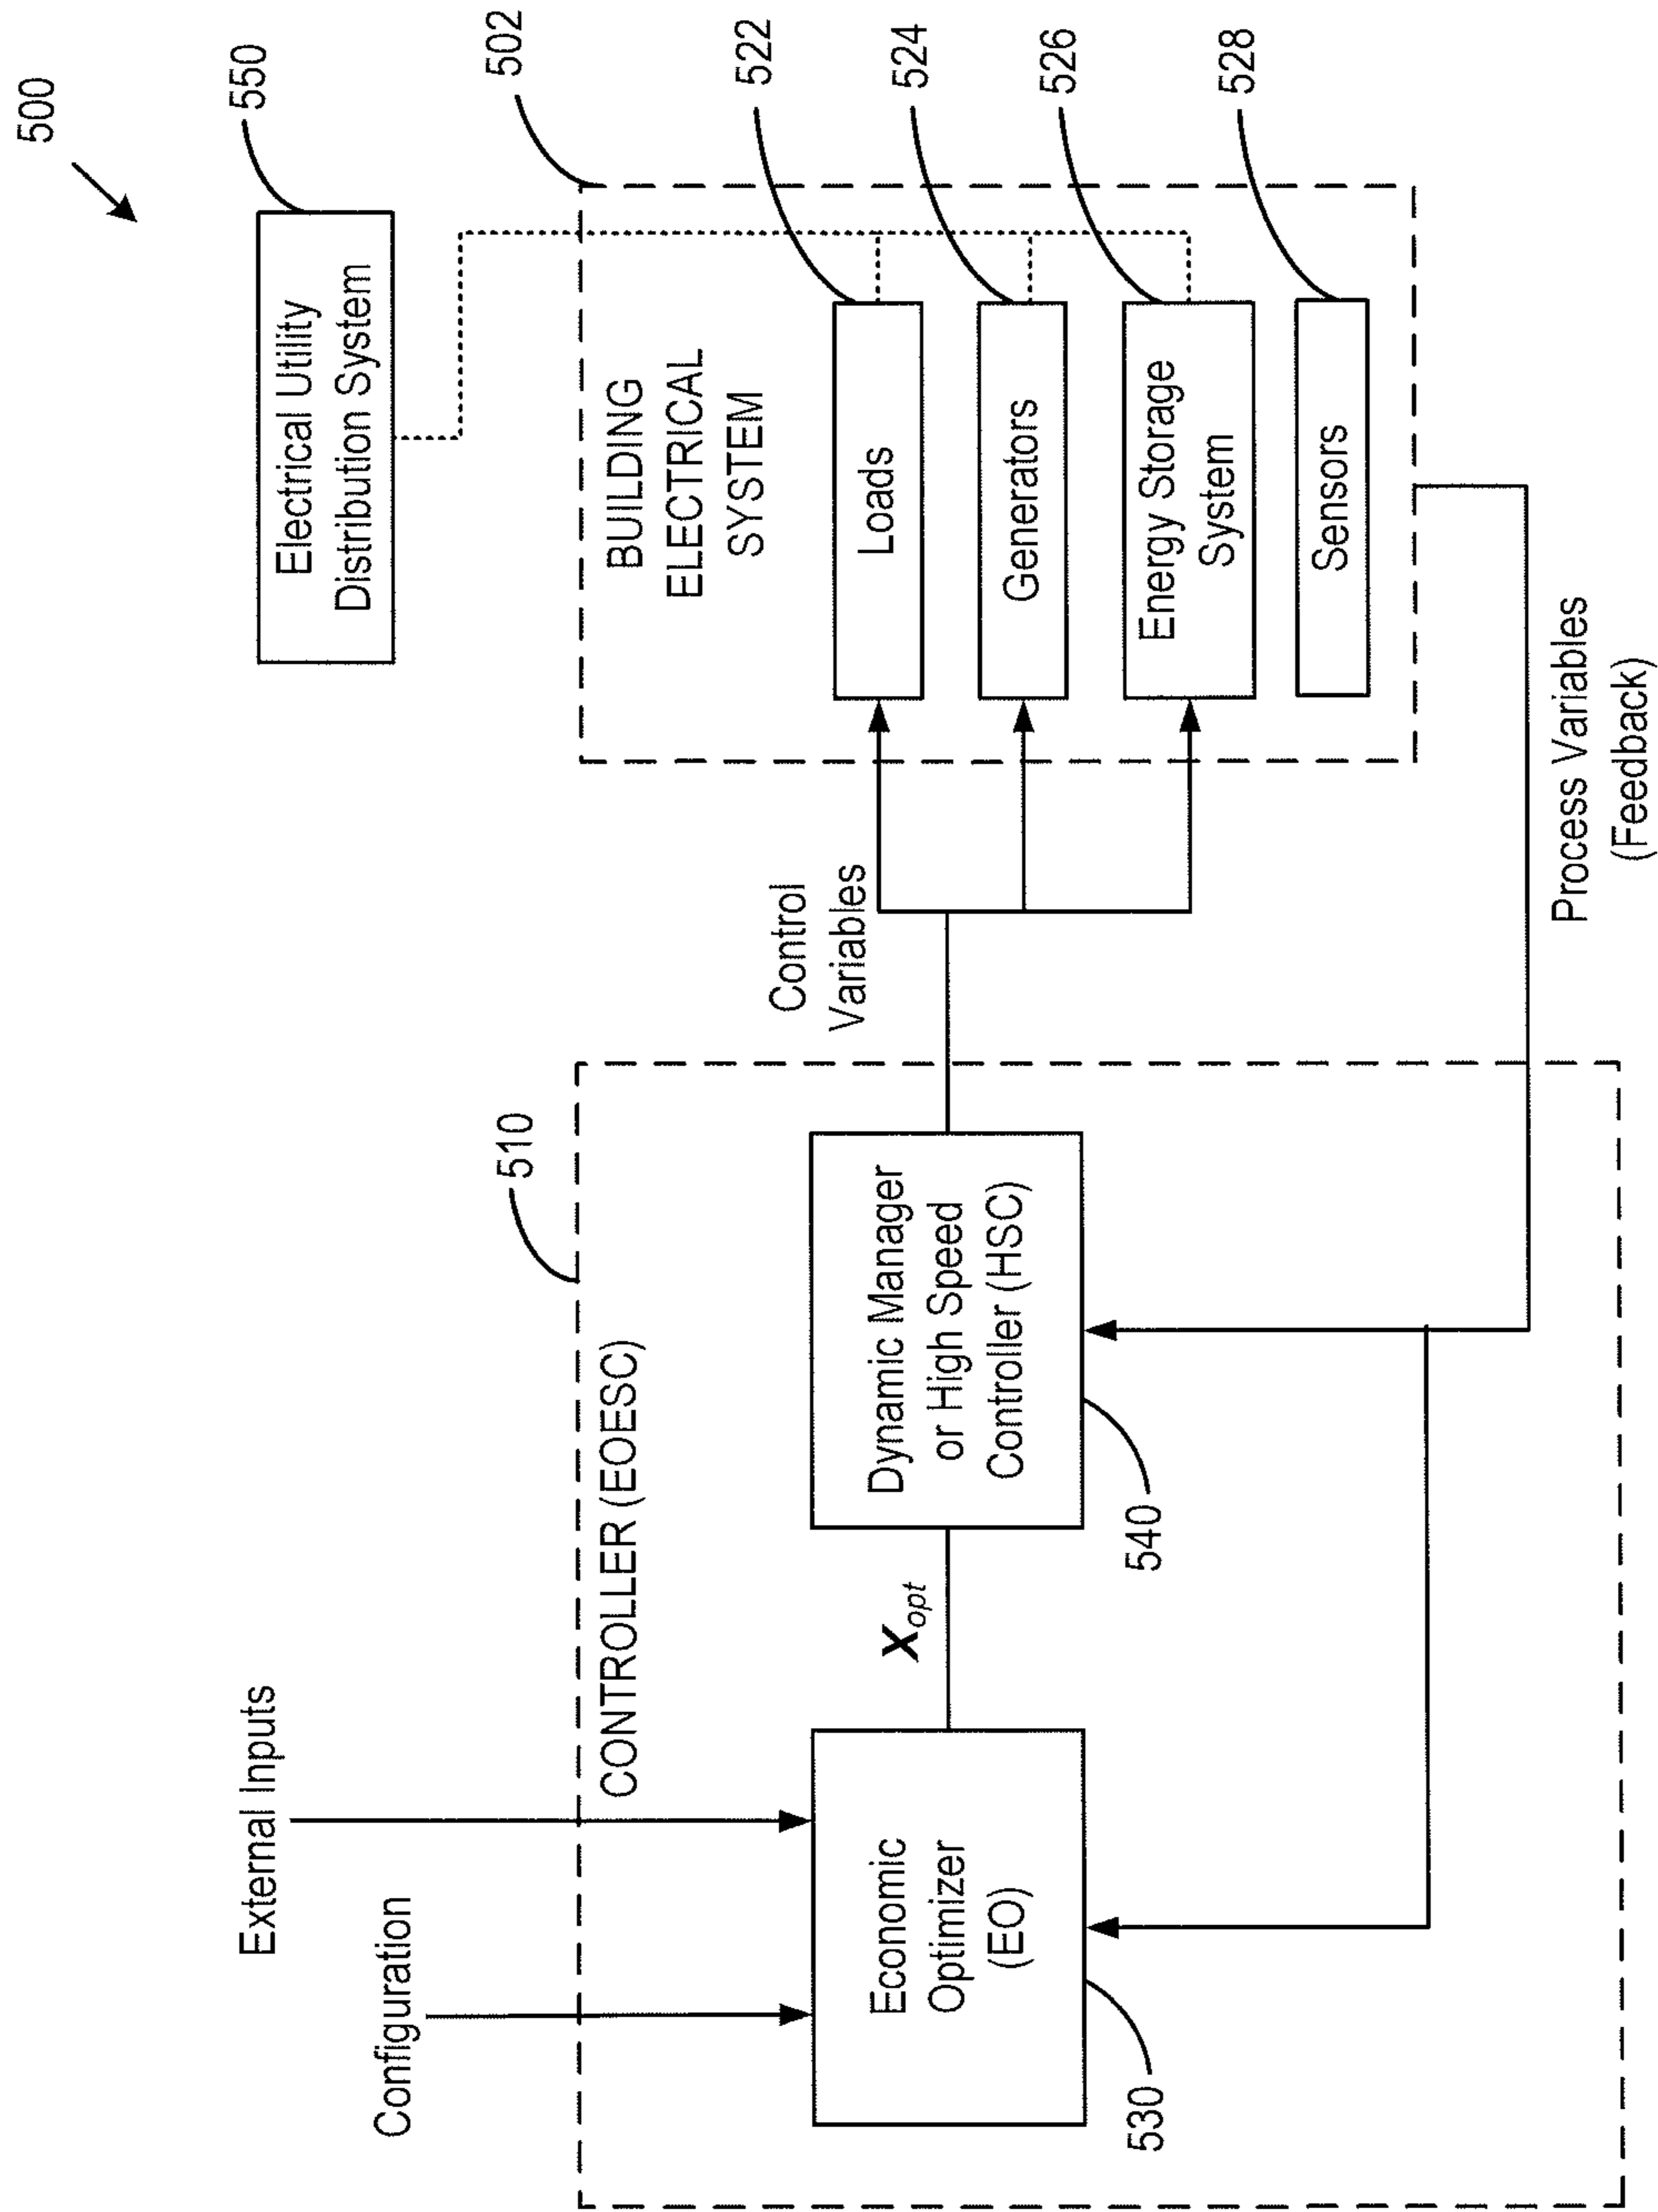 500
Electrical Utility
Distribution System
550
502
BUILDING
ELECTRICAL
SYSTEM
Loads
522
Generators
524
Energy Storage
System
526
Sensors
528
Control
Variables
Process Variables
(Feedback)
510
CONTROLLER (EOESC)
External Inputs
Configuration
Economic
Optimizer
(EO)
530
Xopt
Dynamic Manager
or High Speed
Controller (HSC)
540